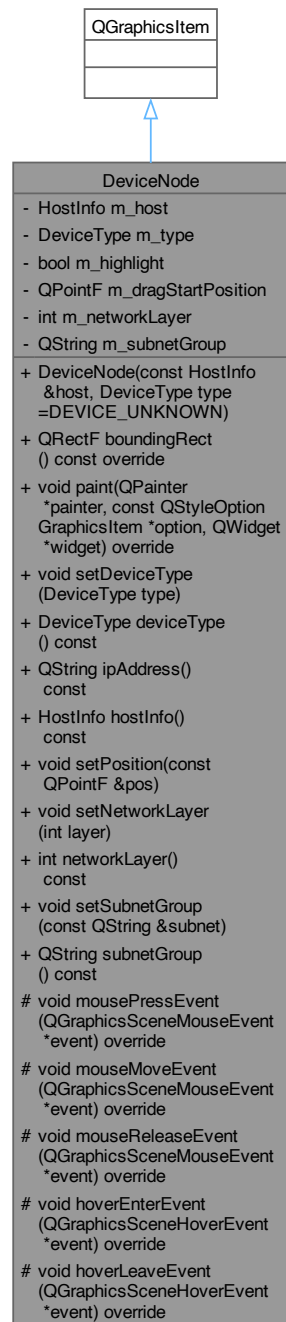 QGraphicsItem
DeviceNode
- HostInfo m_host
- DeviceType m_type
- bool m_highlight
- QPointF m_dragStartPosition
- int m_networkLayer
- QString m_subnetGroup
+ DeviceNode(const HostInfo
&host, DeviceType type
=DEVICE_UNKNOWN)
+ QRectF boundingRect
() const override
+ void paint(QPainter
*painter, const QStyleOption
GraphicsItem *option, QWidget
*widget) override
+ void setDeviceType
(DeviceType type)
+ DeviceType deviceType
() const
+ QString ipAddress()
const
+ HostInfo hostInfo()
const
+ void setPosition(const
QPointF &pos)
+ void setNetworkLayer
(int layer)
+ int networkLayer()
const
+ void setSubnetGroup
(const QString &subnet)
+ QString subnetGroup
() const
# void mousePressEvent
(QGraphicsSceneMouseEvent
*event) override
# void mouseMoveEvent
(QGraphicsSceneMouseEvent
*event) override
# void mouseReleaseEvent
(QGraphicsSceneMouseEvent
*event) override
# void hoverEnterEvent
(QGraphicsSceneHoverEvent
*event) override
# void hoverLeaveEvent
(QGraphicsSceneHoverEvent
*event) override